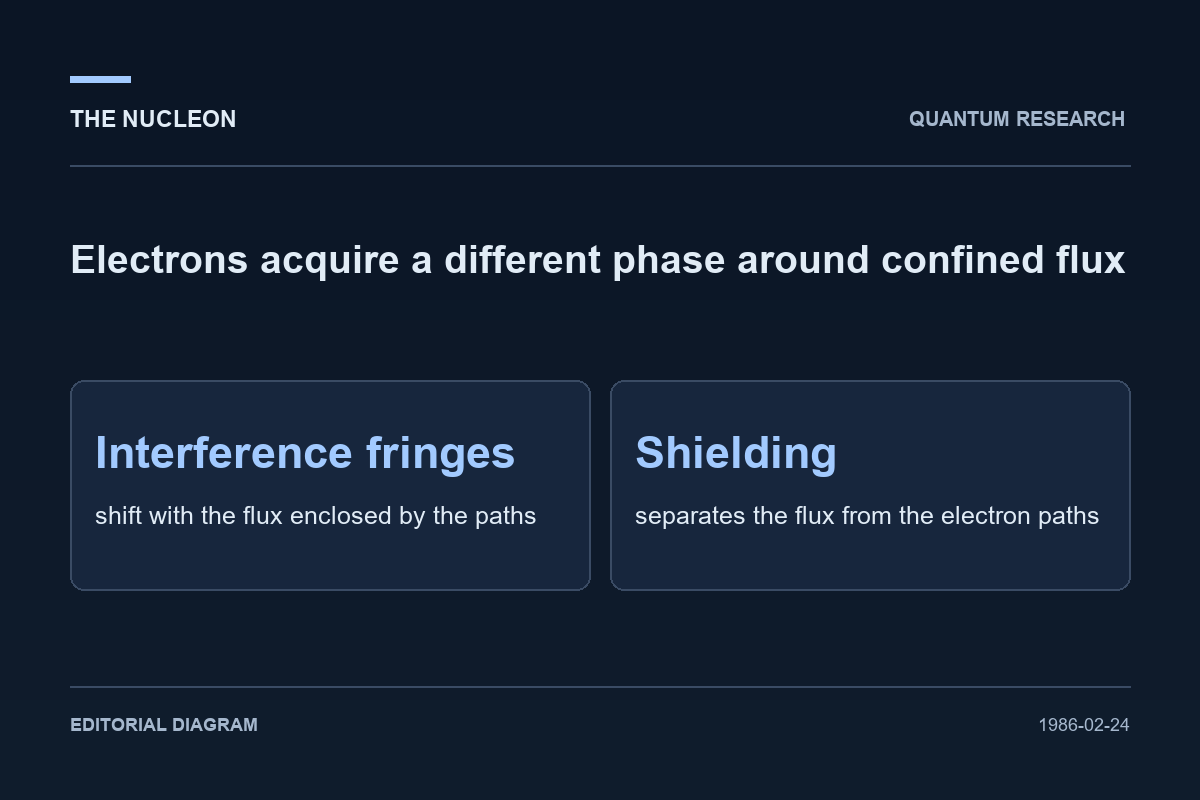 THE NUCLEON
QUANTUM RESEARCH
Electrons acquire a different phase around confined flux
Interference fringes
shift with the flux enclosed by the paths
Shielding
separates the flux from the electron paths
EDITORIAL DIAGRAM
1986-02-24